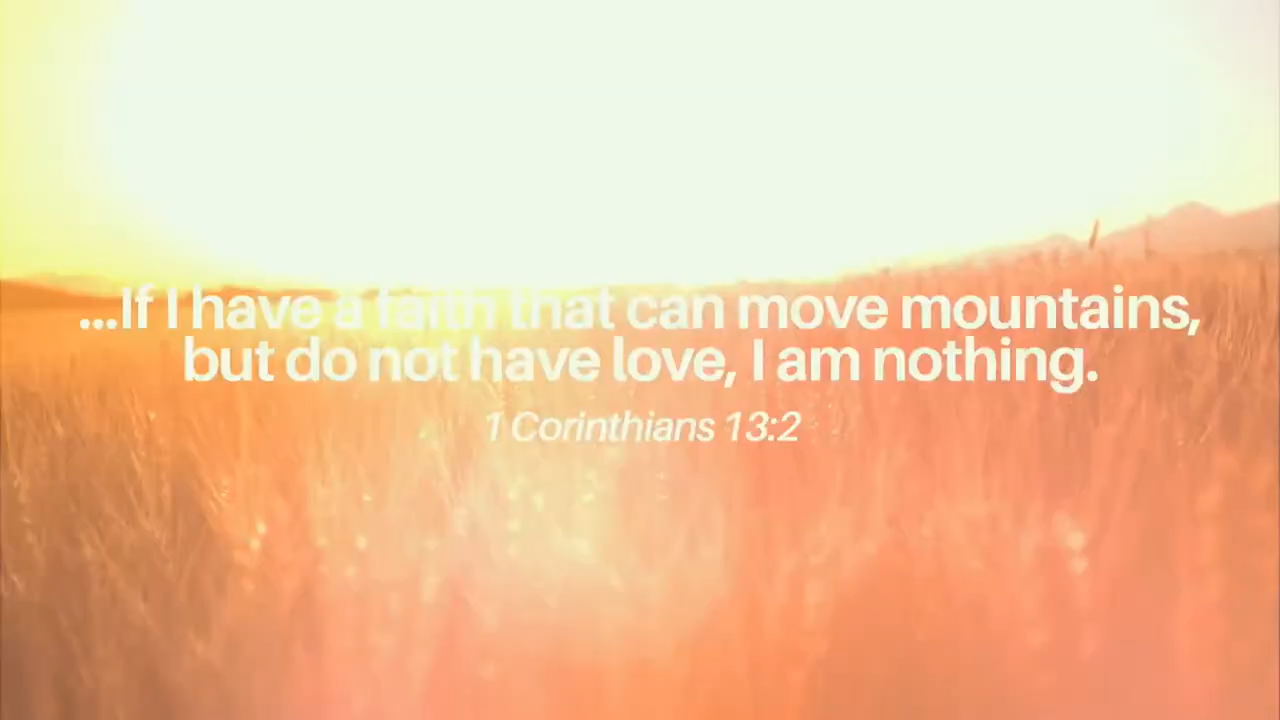 ...If I have a faith that can move mountains,
but do not have love, I am nothing.
1 Corinthians 13:2